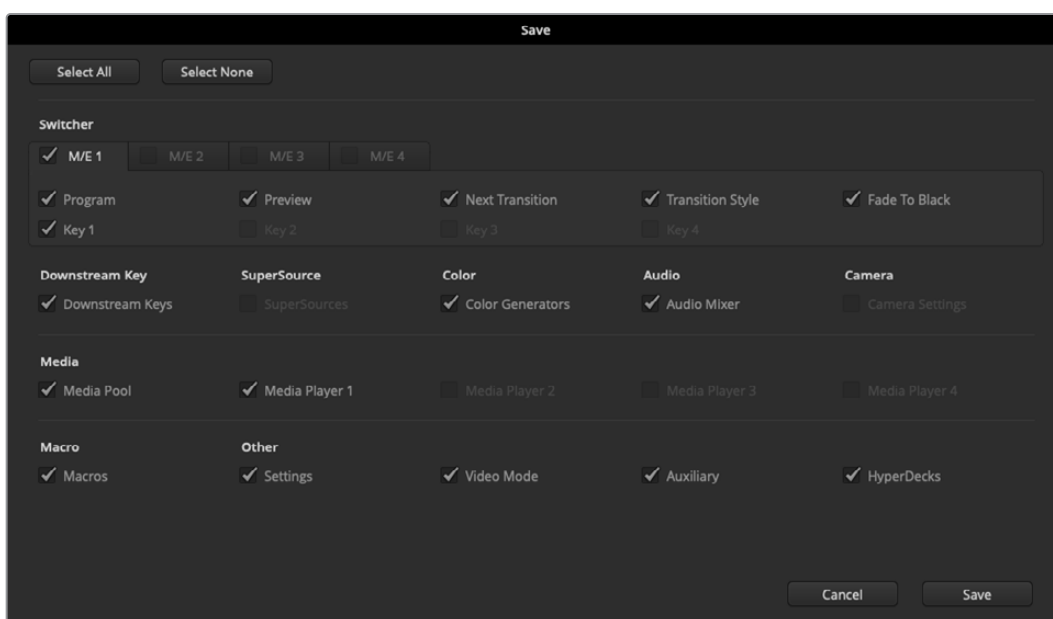 Save
Select All Select None
Switcher
M/E 1 M/E 2 M/E 3 M/E 4
Program Preview Next Transition Transition Style Fade To Black
Key 1 Key 2 Key 3 Key 4
Downstream Key SuperSource Color Audio Camera
Downstream Keys SuperSources Color Generators Audio Mixer Camera Settings
Media
Media Pool Media Player 1 Media Player 2 Media Player 3 Media Player 4
Macro Other
Macros Settings Video Mode Auxiliary HyperDecks
Cancel Save